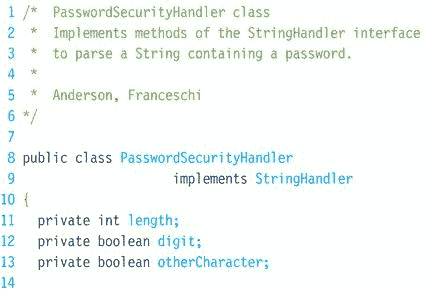 1 /*  PasswordSecurityHandler class
2  *  Implements methods of the StringHandler interface
3  *  to parse a String containing a password.
4  *
5  *  Anderson, Franceschi
6 */
7
8 public class PasswordSecurityHandler
9                     implements StringHandler
10 {
11   private int length;
12   private boolean digit;
13   private boolean otherCharacter;
14